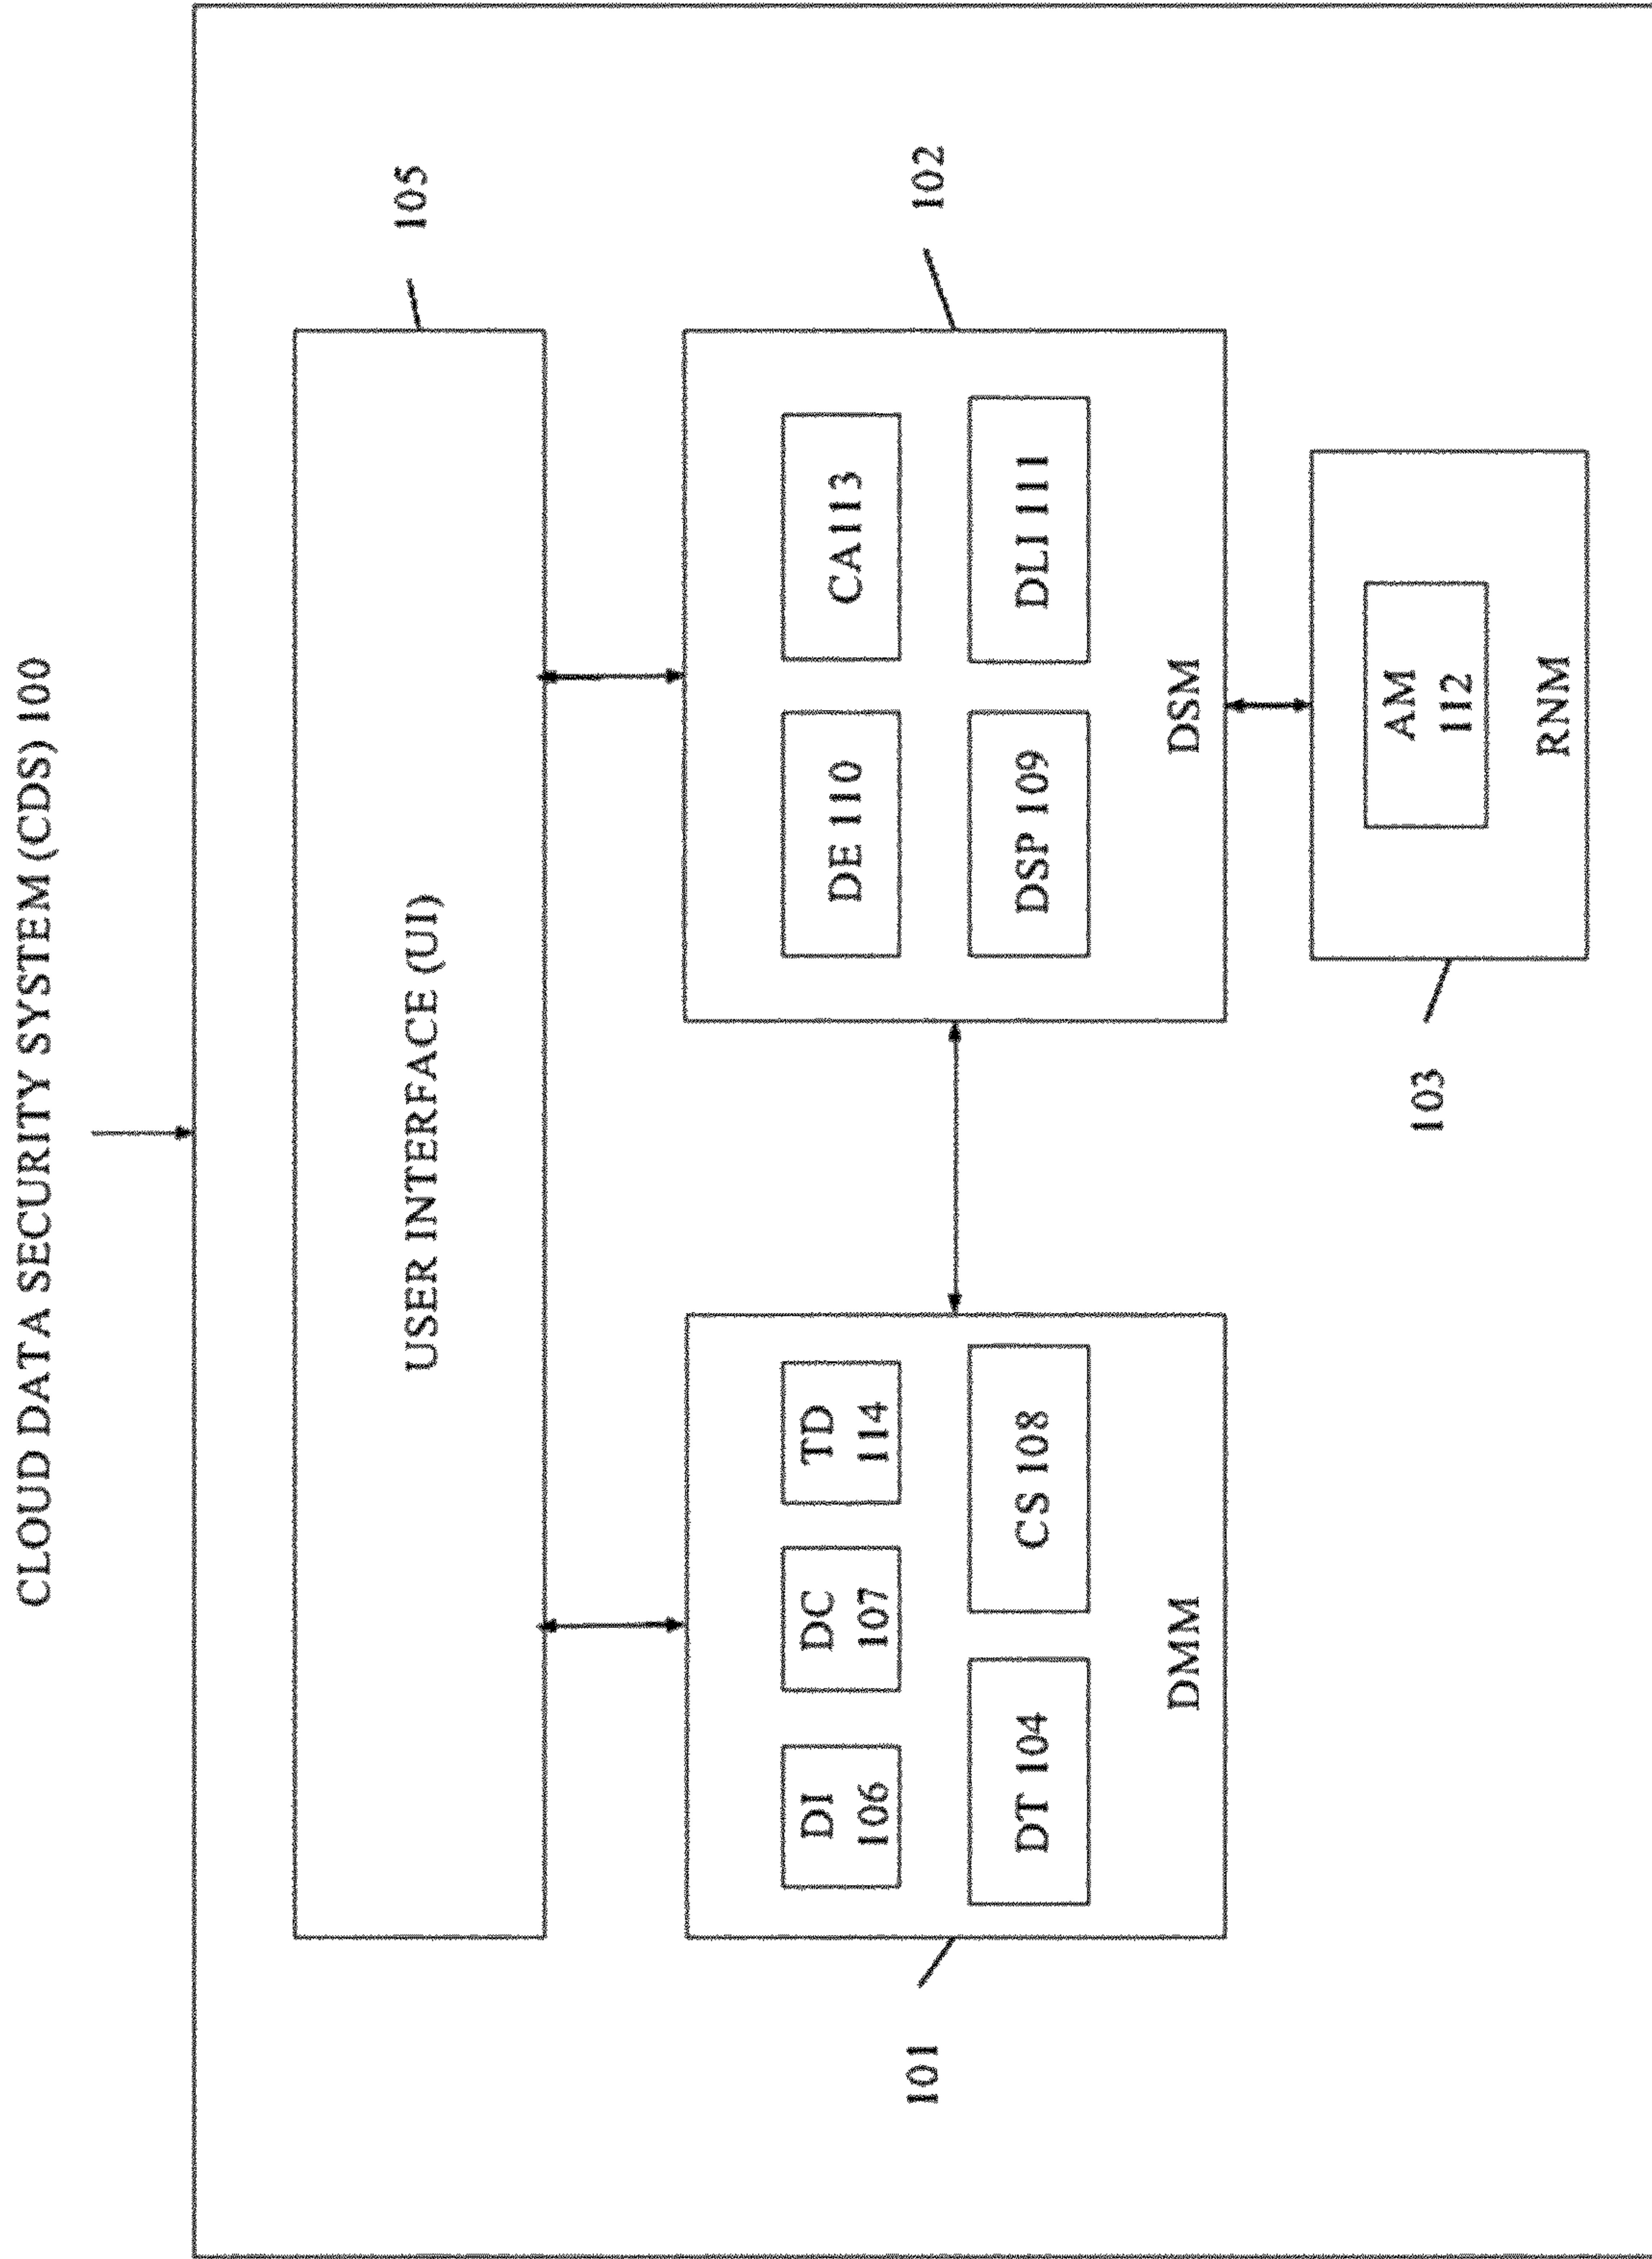 CLOUD DATA SECURITY SYSTEM (CDS) 100
105
USER INTERFACE (UI)
101
DI
106
DC
107
TD
114
DT 104
CS 108
DMM
102
DE 110
CA113
DSP 109
DLI 111
DSM
103
AM
112
RNM